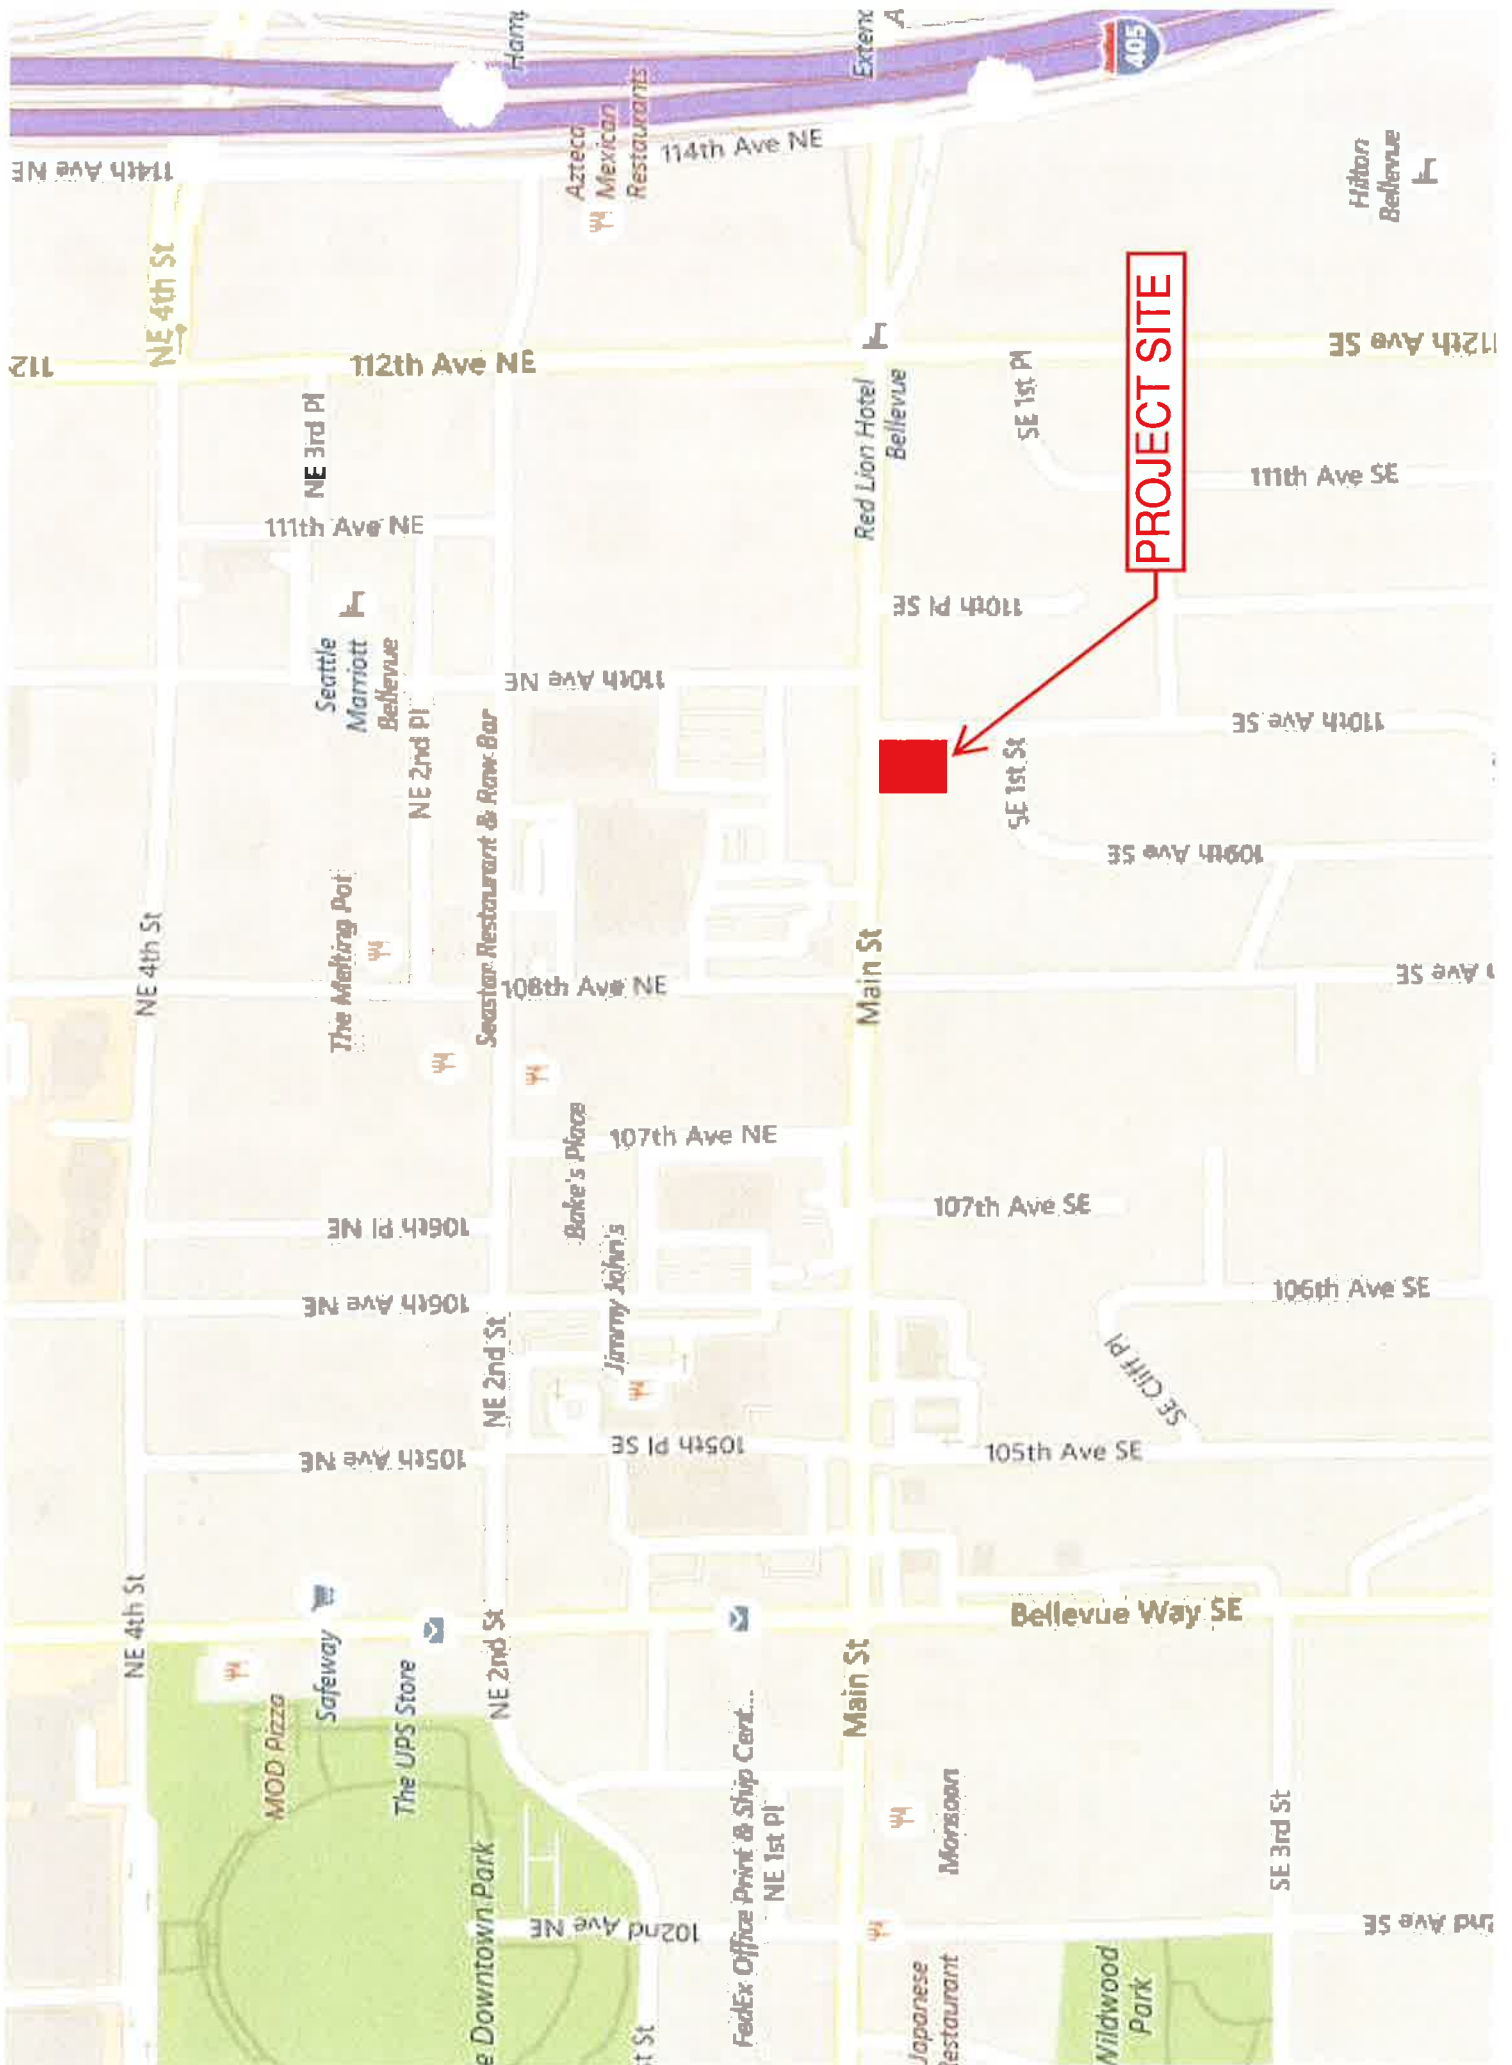 114th Ave NE
NE 4th St
112
112th Ave NE
NE 3rd Pl
111th Ave NE
Seattle
Marriott
Bellevue
NE 2nd Pl
110th Ave NE
Azteca
Mexican
Restaurants
114th Ave NE
405
Hilton
Bellevue
112th Ave SE
SE 1st Pl
Red Lion Hotel
Bellevue
PROJECT SITE
111th Ave SE
110th Pl SE
110th Ave SE
SE 1st St
109th Ave SE
Ave SE
NE 4th St
The Melting Pot
Seastar Restaurant & Raw Bar
108th Ave NE
Main St
Bake's Place
107th Ave NE
107th Ave SE
106th Pl NE
106th Ave NE
Jimmy John's
106th Ave SE
SE Cliff Pl
NE 2nd St
105th Ave NE
105th Pl SE
105th Ave SE
NE 4th St
Safeway
The UPS Store
MOD Pizza
NE 2nd St
Bellevue Way SE
Main St
FedEx Office Print & Ship Cent...
NE 1st Pl
Monsoon
SE 3rd St
Downtown Park
102nd Ave NE
Japanese
Park
Ave SE